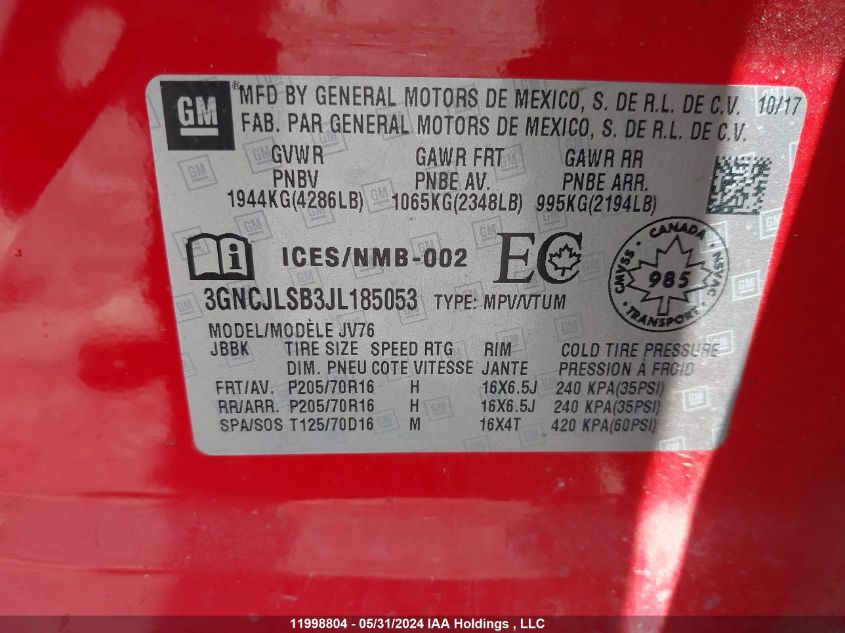 GM ® MFD BY GENERAL MOTORS DE MEXICO, S. DE R.L. DE C.V. 10/17
FAB. PAR GENERAL MOTORS DE MEXICO, S. DE R.L. DE C.V.
GVWR GAWR FRT GAWR RR
PNBV PNBE AV. PNBE ARR.
1944KG(4286LB) 1065KG(2348LB) 995KG(2194LB)
ICES/NMB-002 EC
CANADA CMVSS 985 NSVAC TRANSPORT
3GNCJLSB3JL185053 TYPE: MPV/VTUM
MODEL/MODÈLE JV76
JBBK TIRE SIZE SPEED RTG RIM COLD TIRE PRESSURE
DIM. PNEU COTE VITESSE JANTE PRESSION À FROID
FRT/AV. P205/70R16 H 16X6.5J 240 KPA(35PSI)
RR/ARR. P205/70R16 H 16X6.5J 240 KPA(35PSI)
SPA/SOS T125/70D16 M 16X4T 420 KPA(60PSI)
11998804 - 05/31/2024 IAA Holdings , LLC